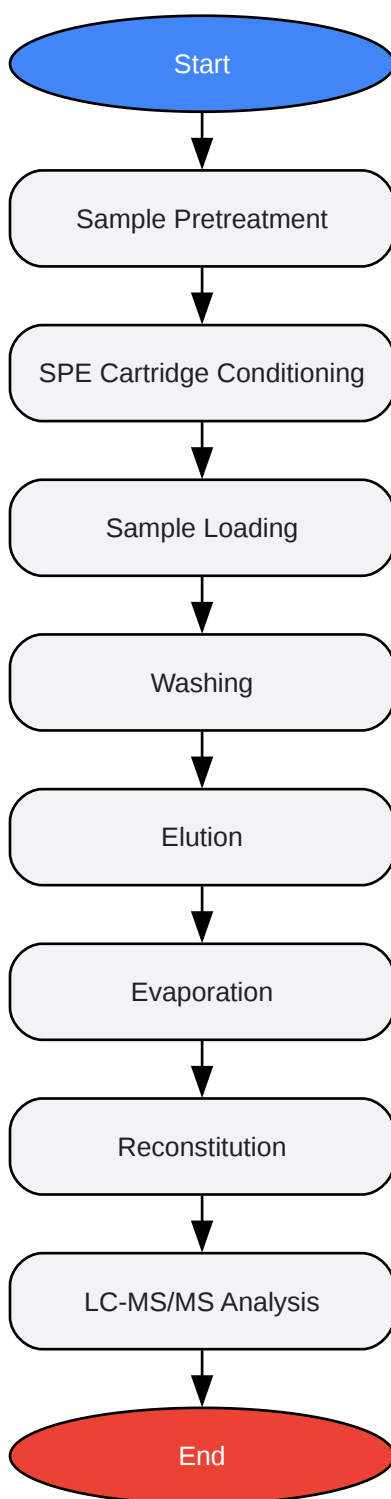 Start
Sample Pretreatment
SPE Cartridge Conditioning
Sample Loading
Washing
Elution
Evaporation
Reconstitution
LC-MS/MS Analysis
End